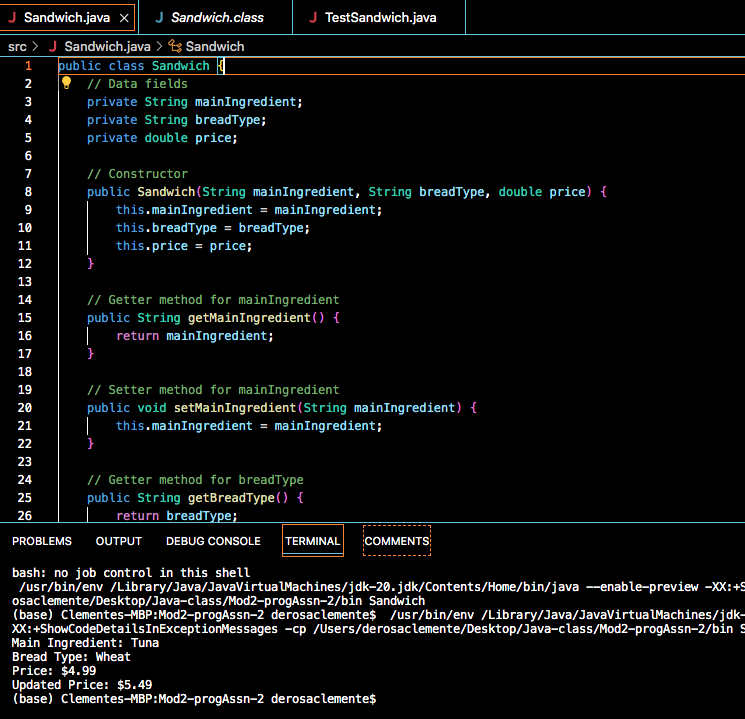 J Sandwich.java × J Sandwich.class J TestSandwich.java
src > J Sandwich.java > Sandwich
1 public class Sandwich {
2 // Data fields
3 private String mainIngredient;
4 private String breadType;
5 private double price;
6
7 // Constructor
8 public Sandwich(String mainIngredient, String breadType, double price) {
9 this.mainIngredient = mainIngredient;
10 this.breadType = breadType;
11 this.price = price;
12 }
13
14 // Getter method for mainIngredient
15 public String getMainIngredient() {
16 return mainIngredient;
17 }
18
19 // Setter method for mainIngredient
20 public void setMainIngredient(String mainIngredient) {
21 this.mainIngredient = mainIngredient;
22 }
23
24 // Getter method for breadType
25 public String getBreadType() {
26 return breadType;
PROBLEMS OUTPUT DEBUG CONSOLE TERMINAL COMMENTS
bash: no job control in this shell
/usr/bin/env /Library/Java/JavaVirtualMachines/jdk-20.jdk/Contents/Home/bin/java --enable-preview -XX:+S
osaclemente/Desktop/Java-class/Mod2-progAssn-2/bin Sandwich
(base) Clementes-MBP:Mod2-progAssn-2 derosaclemente$ /usr/bin/env /Library/Java/JavaVirtualMachines/jdk-
XX:+ShowCodeDetailsInExceptionMessages -cp /Users/derosaclemente/Desktop/Java-class/Mod2-progAssn-2/bin S
Main Ingredient: Tuna
Bread Type: Wheat
Price: $4.99
Updated Price: $5.49
(base) Clementes-MBP:Mod2-progAssn-2 derosaclemente$